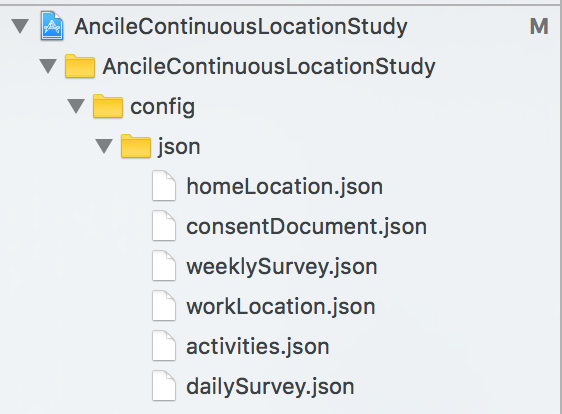 AncileContinuousLocationStudy M
AncileContinuousLocationStudy
config
json
homeLocation.json
consentDocument.json
weeklySurvey.json
workLocation.json
activities.json
dailySurvey.json